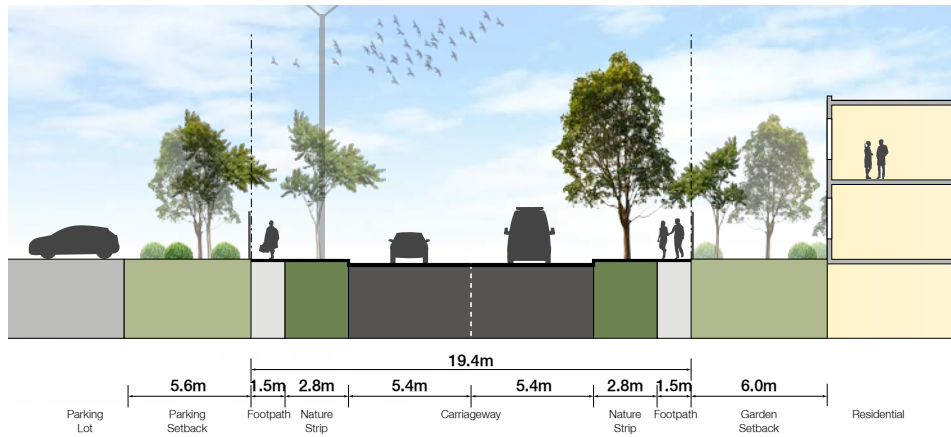 19.4m
5.6m 1.5m 2.8m 5.4m 5.4m 2.8m 1.5m 6.0m
Parking Lot
Parking Setback
Footpath
Nature Strip
Carriageway
Nature Strip
Footpath
Garden Setback
Residential